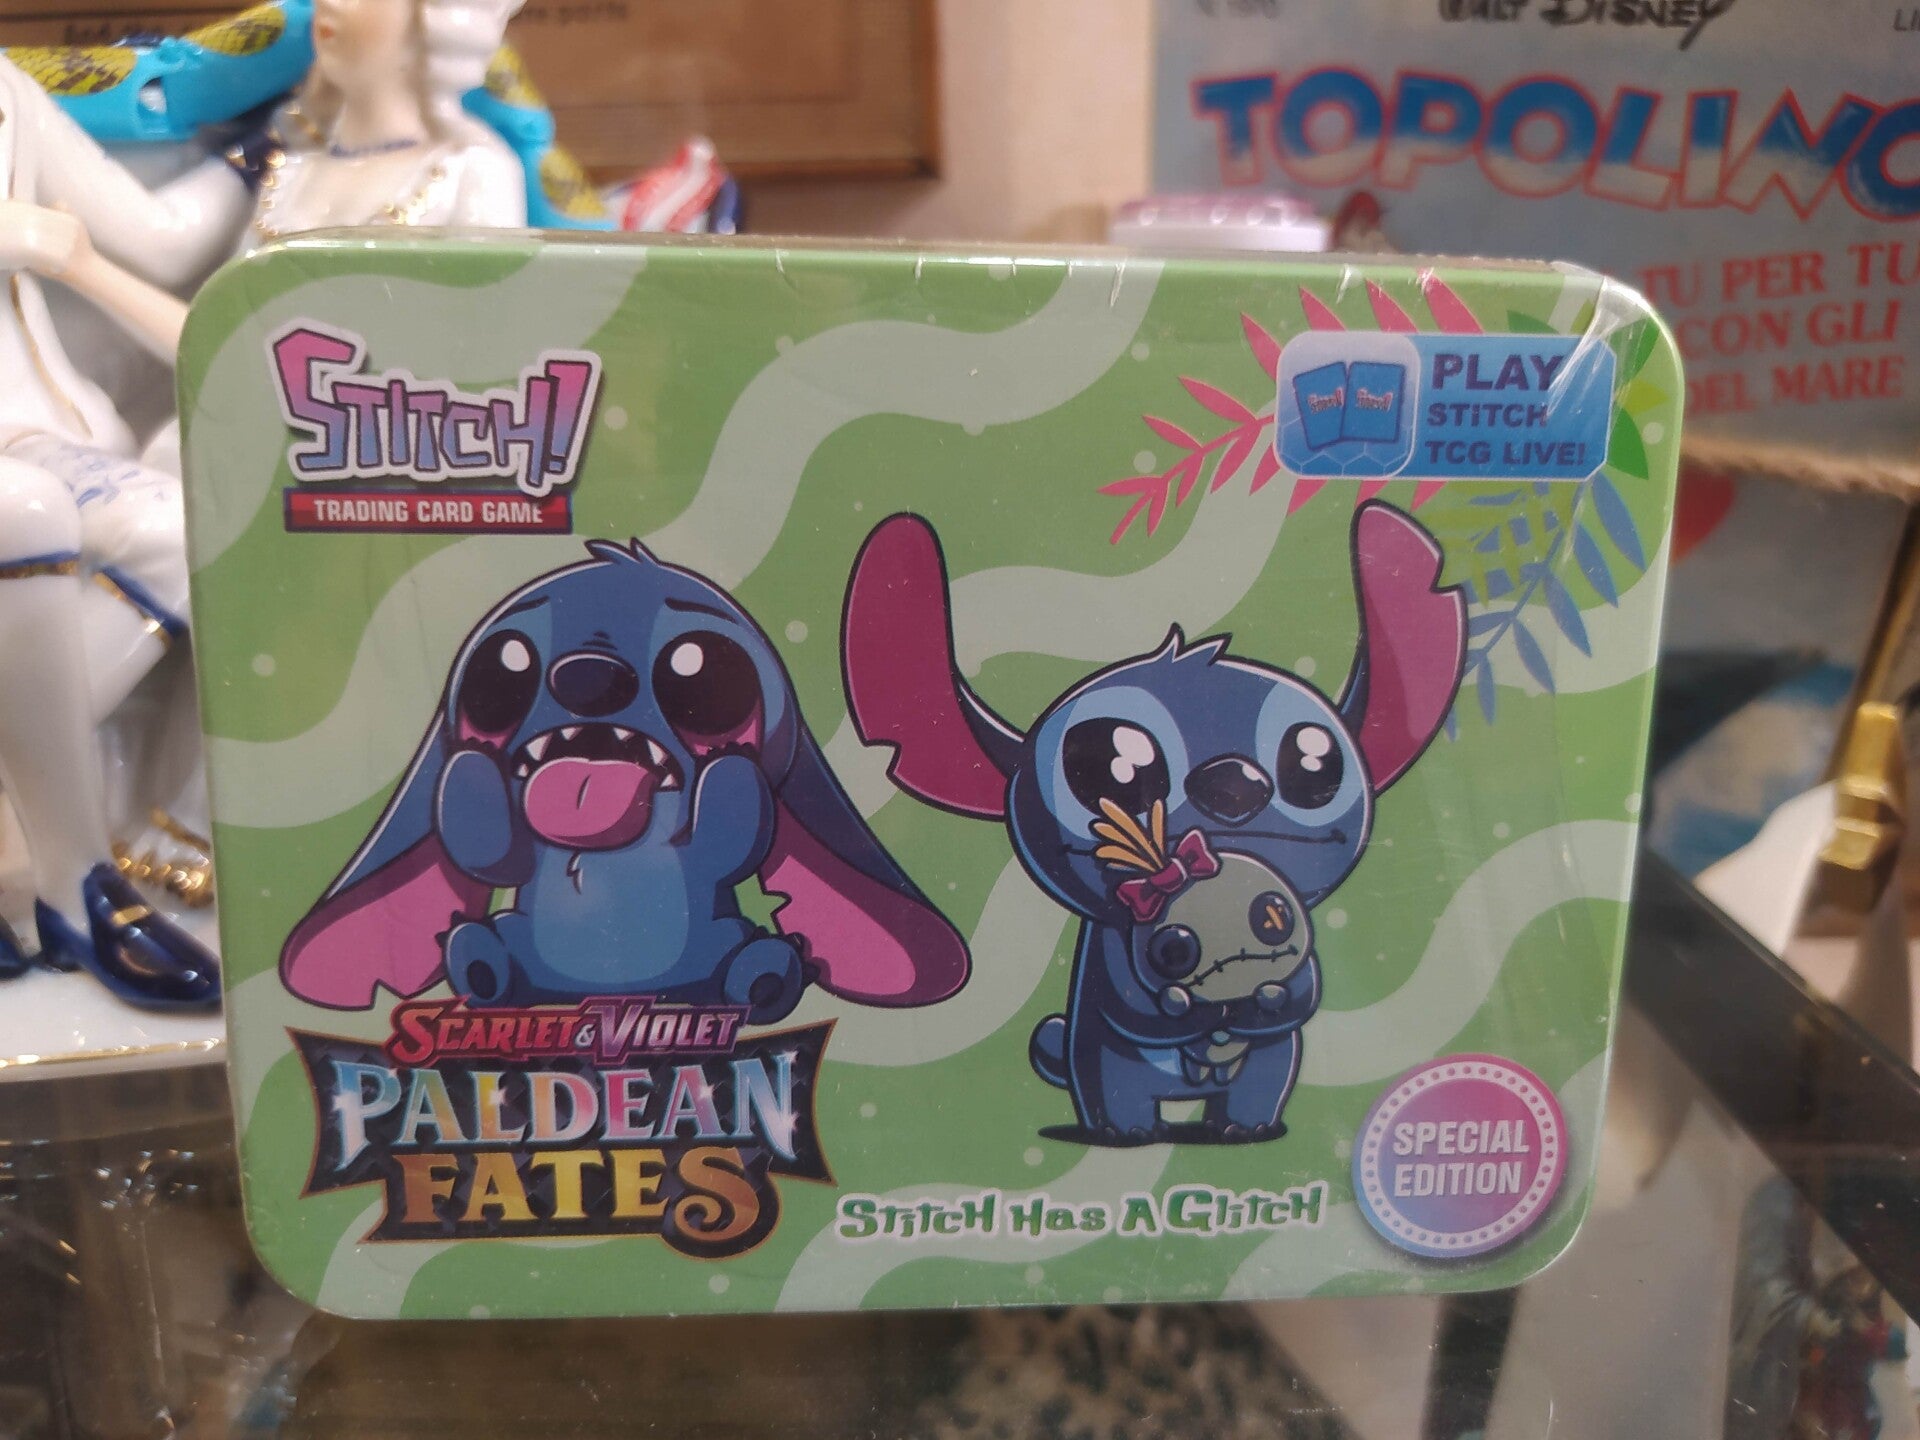 WALT DISNEY
TOPOLINO
TU PER TU
CON GLI
DEL MARE
STITCH!
TRADING CARD GAME
PLAY
STITCH
TCG LIVE!
SCARLET & VIOLET
PALDEAN
FATES
STITCH HAS A GLITCH
SPECIAL
EDITION